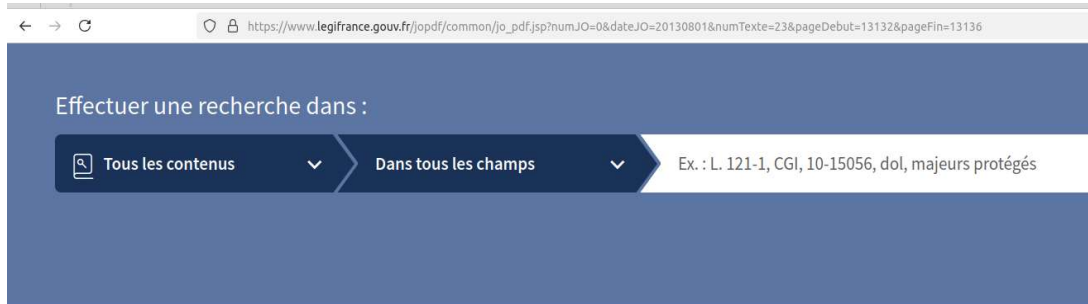 https://www.legifrance.gouv.fr/jopdf/common/jo_pdf.jsp?numJO=0&dateJO=20130801&numTexte=23&pageDebut=13132&pageFin=13136
Effectuer une recherche dans :
Tous les contenus Dans tous les champs Ex. : L. 121-1, CGI, 10-15056, dol, majeurs protégés